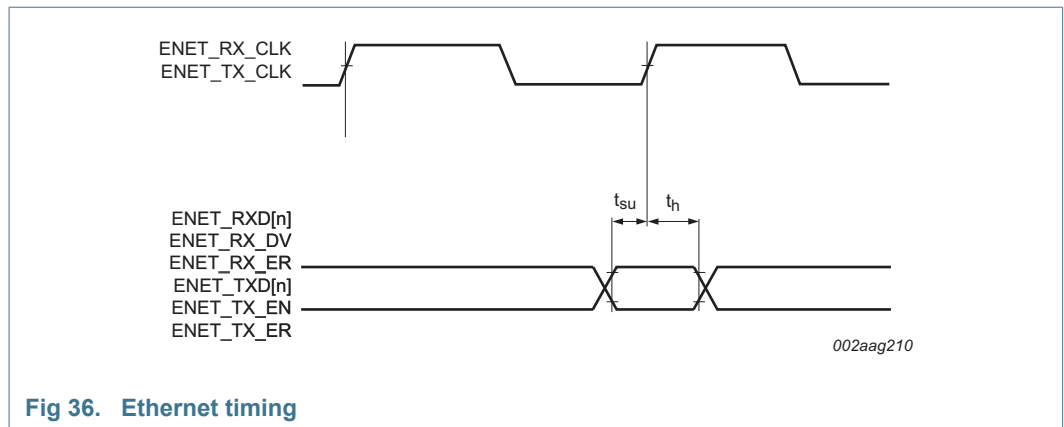 ENET_RX_CLK
ENET_TX_CLK
tsu
th
ENET_RXD[n]
ENET_RX_DV
ENET_RX_ER
ENET_TXD[n]
ENET_TX_EN
ENET_TX_ER
002aag210
Fig 36. Ethernet timing